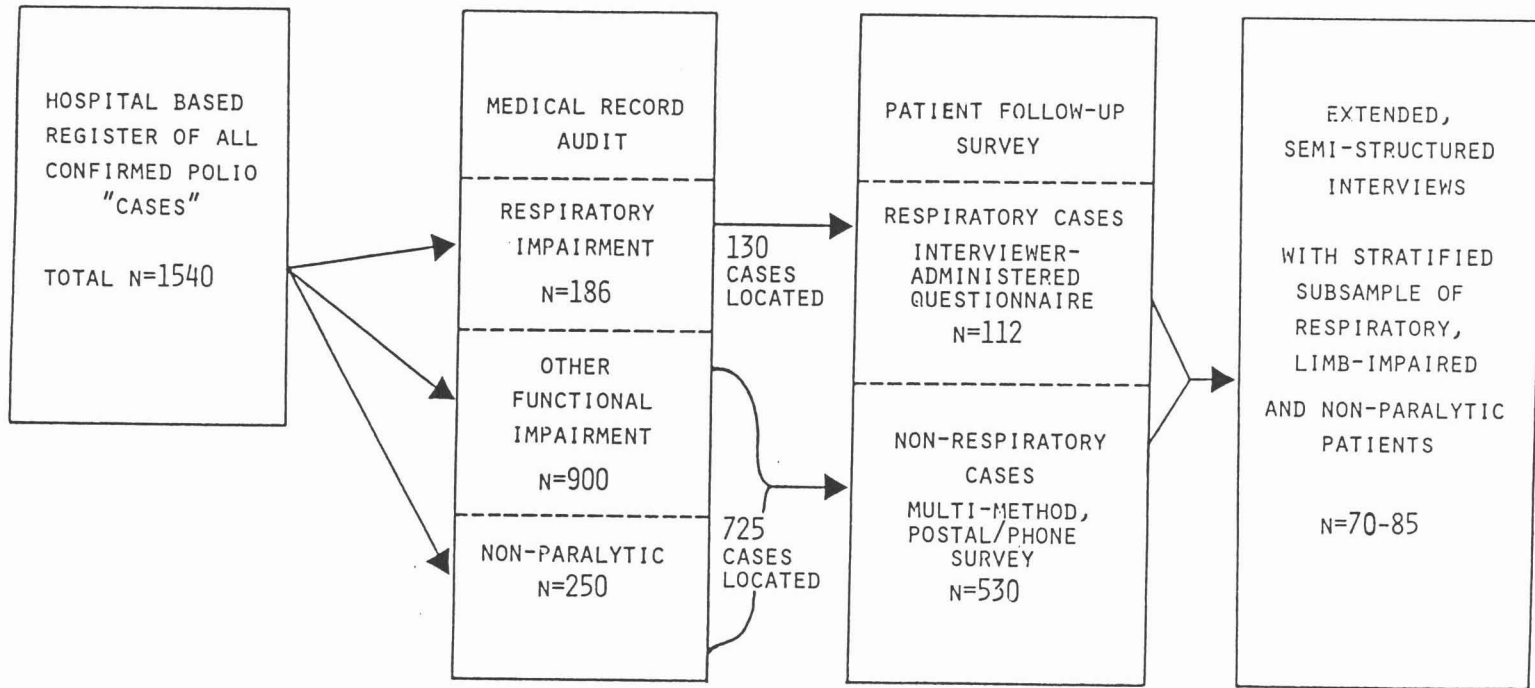 HOSPITAL BASED
REGISTER OF ALL
CONFIRMED POLIO
"CASES"
TOTAL N=1540
MEDICAL RECORD
AUDIT
RESPIRATORY
IMPAIRMENT
N=186
OTHER
FUNCTIONAL
IMPAIRMENT
N=900
NON-PARALYTIC
N=250
130
CASES
LOCATED
725
CASES
LOCATED
PATIENT FOLLOW-UP
SURVEY
RESPIRATORY CASES
INTERVIEWER-
ADMINISTERED
QUESTIONNAIRE
N=112
NON-RESPIRATORY
CASES
MULTI-METHOD,
POSTAL/PHONE
SURVEY
N=530
EXTENDED,
SEMI-STRUCTURED
INTERVIEWS
WITH STRATIFIED
SUBSAMPLE OF
RESPIRATORY,
LIMB-IMPAIRED
AND NON-PARALYTIC
PATIENTS
N=70-85